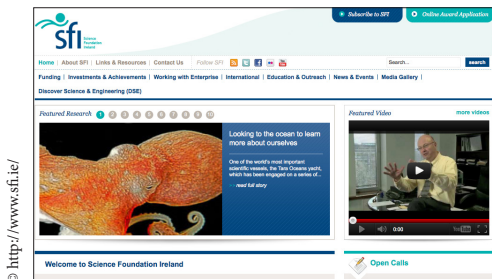 Subscribe to SFI
Online Award Application
sfi Science Foundation Ireland
Home | About SFI | Links & Resources | Contact Us Follow SFI
Search... search
Funding | Investments & Achievements | Working with Enterprise | International | Education & Outreach | News & Events | Media Gallery |
Discover Science & Engineering (DSE)
Featured Research 1 2 3 4 5 6 7 8 9 10
Looking to the ocean to learn
more about ourselves
One of the world's most important
scientific vessels, the Tara Oceans yacht,
which has been engaged on a series of...
>> read full story
Featured Video more videos
0:00 YouTube
Welcome to Science Foundation Ireland
Open Calls
© http://www.sfi.ie/